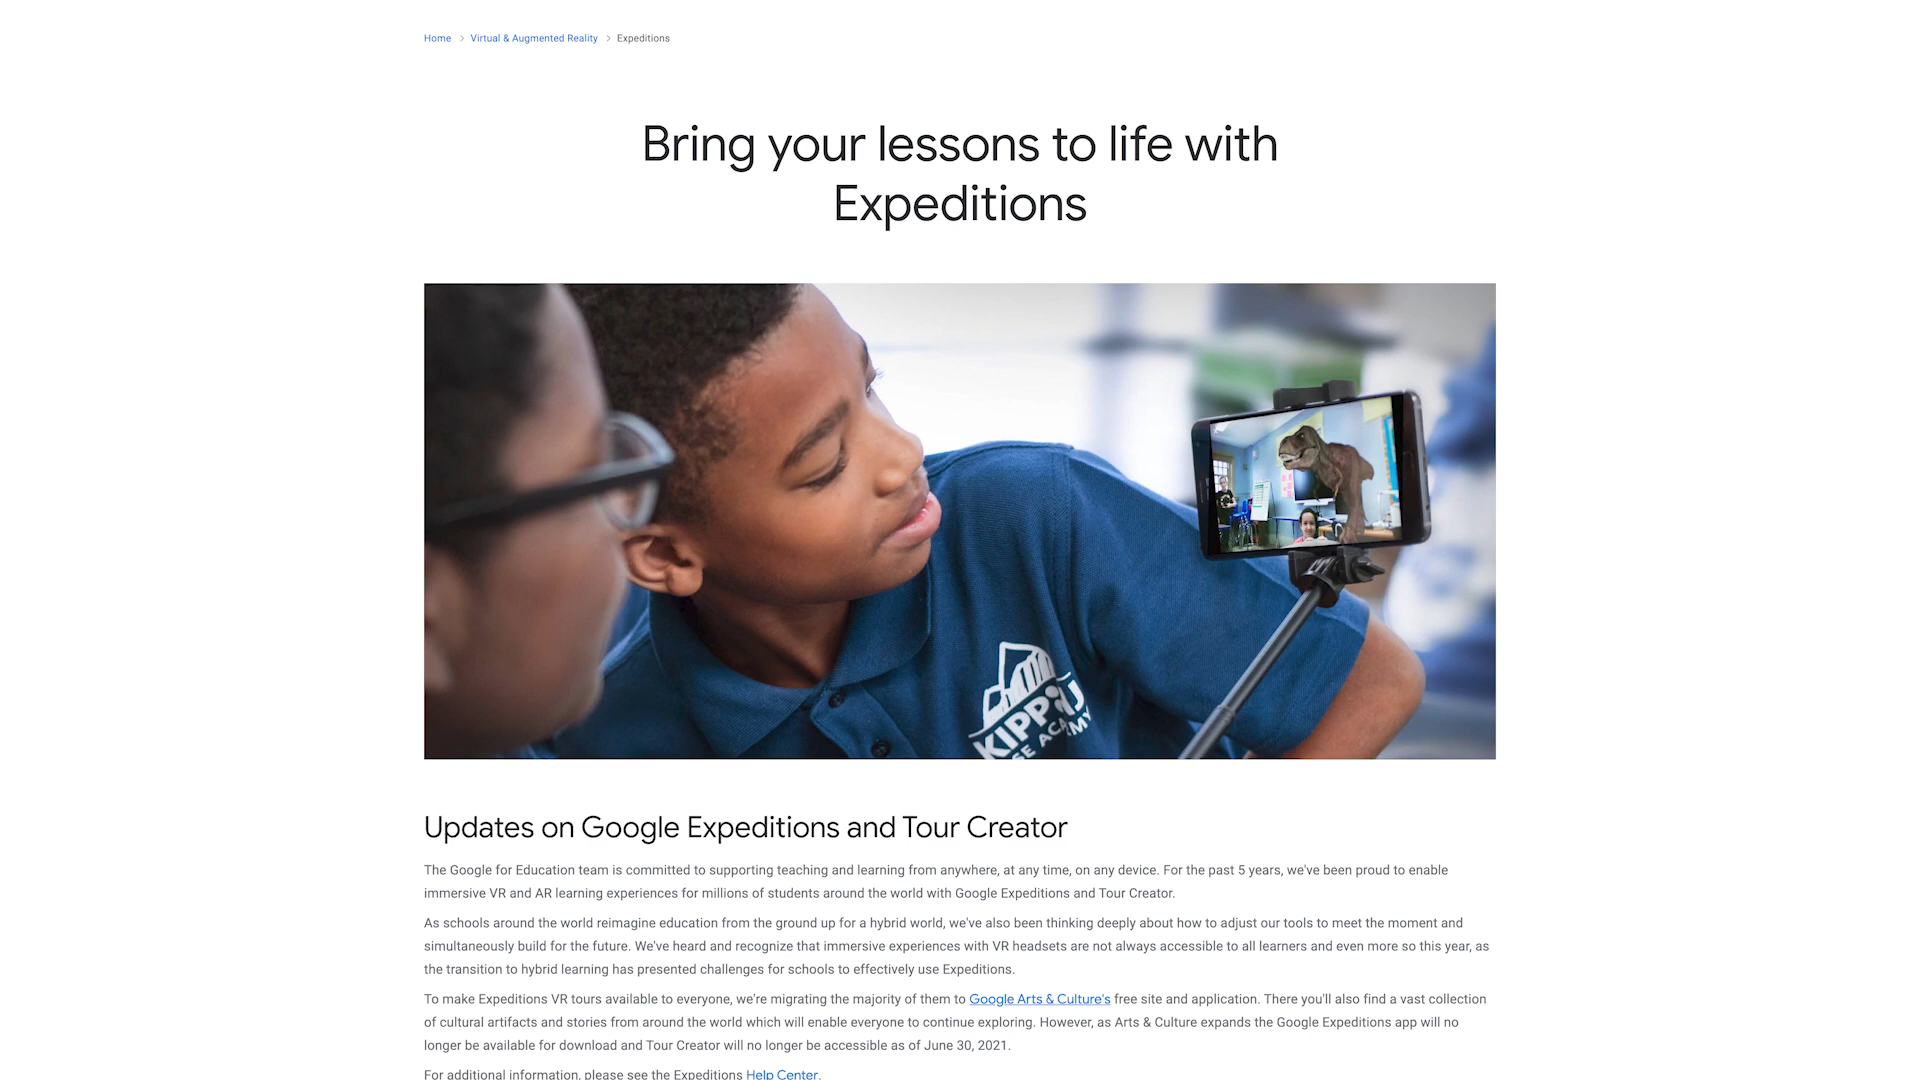 Home > Virtual & Augmented Reality > Expeditions
Bring your lessons to life with
Expeditions
KIPP
SE ACADEMY
Updates on Google Expeditions and Tour Creator
The Google for Education team is committed to supporting teaching and learning from anywhere, at any time, on any device. For the past 5 years, we've been proud to enable
immersive VR and AR learning experiences for millions of students around the world with Google Expeditions and Tour Creator.
As schools around the world reimagine education from the ground up for a hybrid world, we've also been thinking deeply about how to adjust our tools to meet the moment and
simultaneously build for the future. We've heard and recognize that immersive experiences with VR headsets are not always accessible to all learners and even more so this year, as
the transition to hybrid learning has presented challenges for schools to effectively use Expeditions.
To make Expeditions VR tours available to everyone, we're migrating the majority of them to Google Arts & Culture's free site and application. There you'll also find a vast collection
of cultural artifacts and stories from around the world which will enable everyone to continue exploring. However, as Arts & Culture expands the Google Expeditions app will no
longer be available for download and Tour Creator will no longer be accessible as of June 30, 2021.
For additional information, please see the Expeditions Help Center.